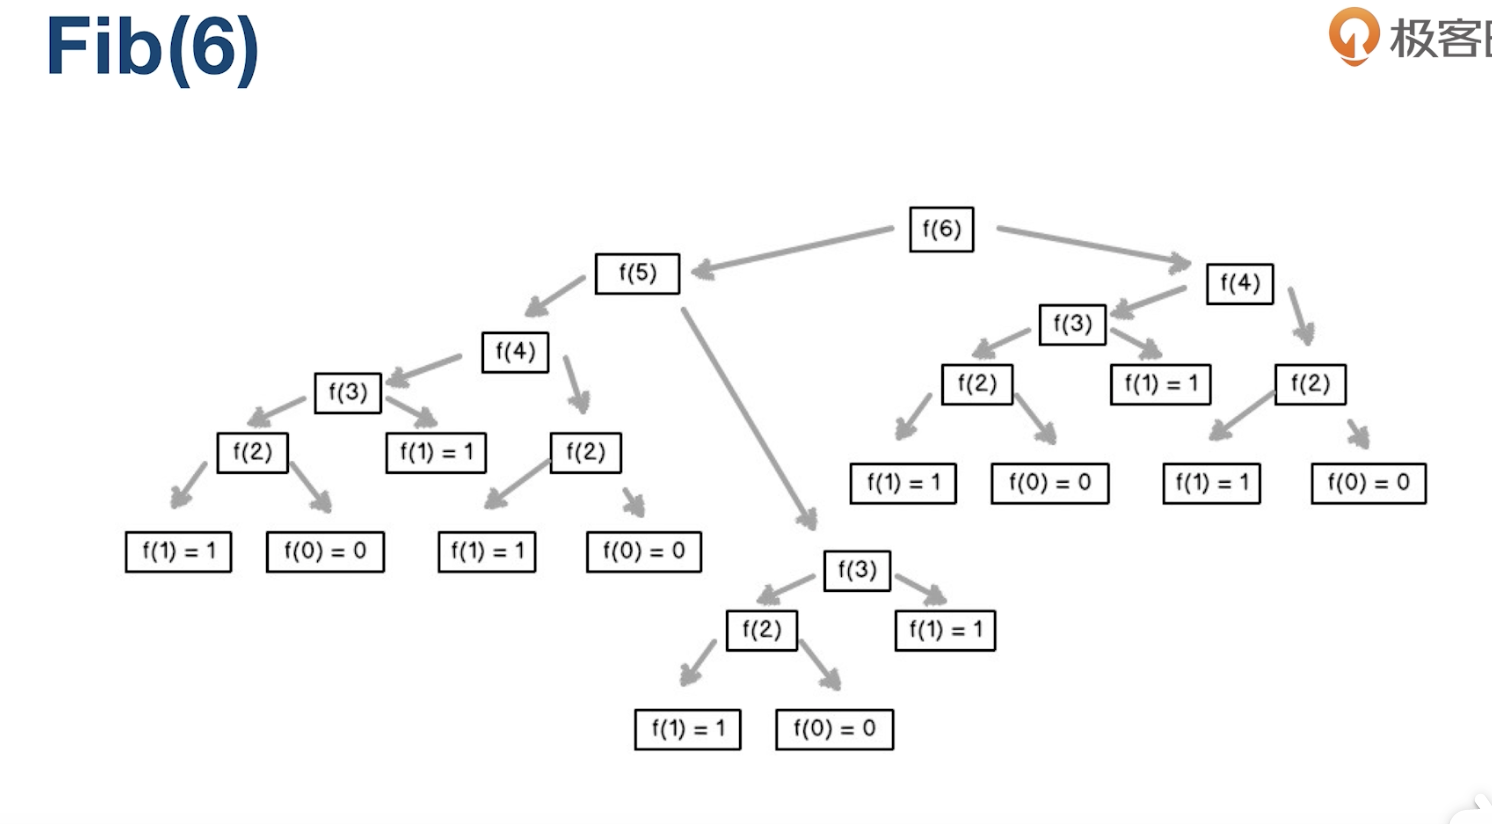 Fib(6)
极客
f(6)
f(5)
f(4)
f(3)
f(4)
f(2)
f(1) = 1
f(2)
f(3)
f(2)
f(1) = 1
f(2)
f(1) = 1
f(0) = 0
f(1) = 1
f(0) = 0
f(1) = 1
f(0) = 0
f(1) = 1
f(0) = 0
f(3)
f(2)
f(1) = 1
f(1) = 1
f(0) = 0